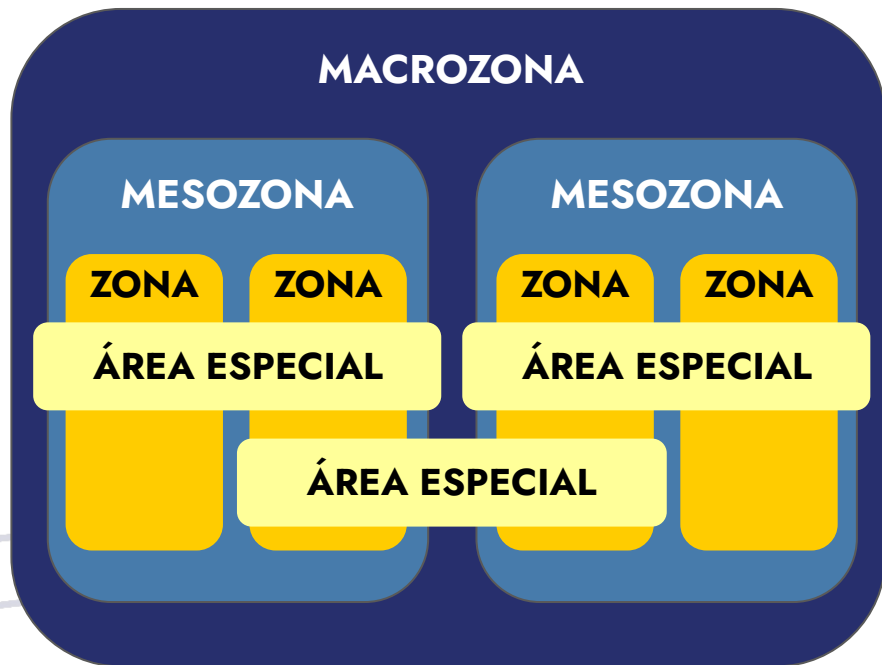 MACROZONA
MESOZONA
MESOZONA
ZONA
ZONA
ZONA
ZONA
ÁREA ESPECIAL
ÁREA ESPECIAL
ÁREA ESPECIAL